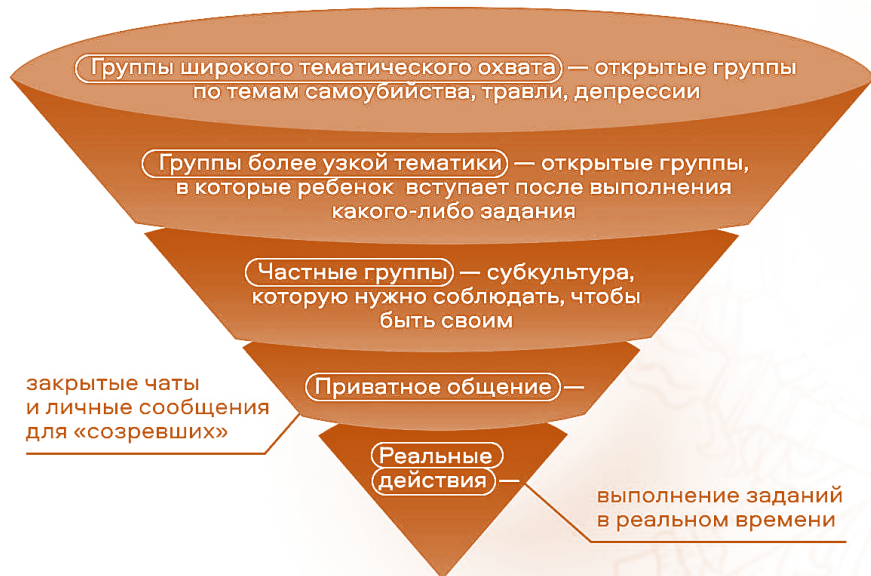 Группы широкого тематического охвата — открытые группы
по темам самоубийства, травли, депрессии
Группы более узкой тематики — открытые группы,
в которые ребенок вступает после выполнения
какого-либо задания
Частные группы — субкультура,
которую нужно соблюдать, чтобы
быть своим
Приватное общение —
закрытые чаты
и личные сообщения
для «созревших»
Реальные
действия —
выполнение заданий
в реальном времени